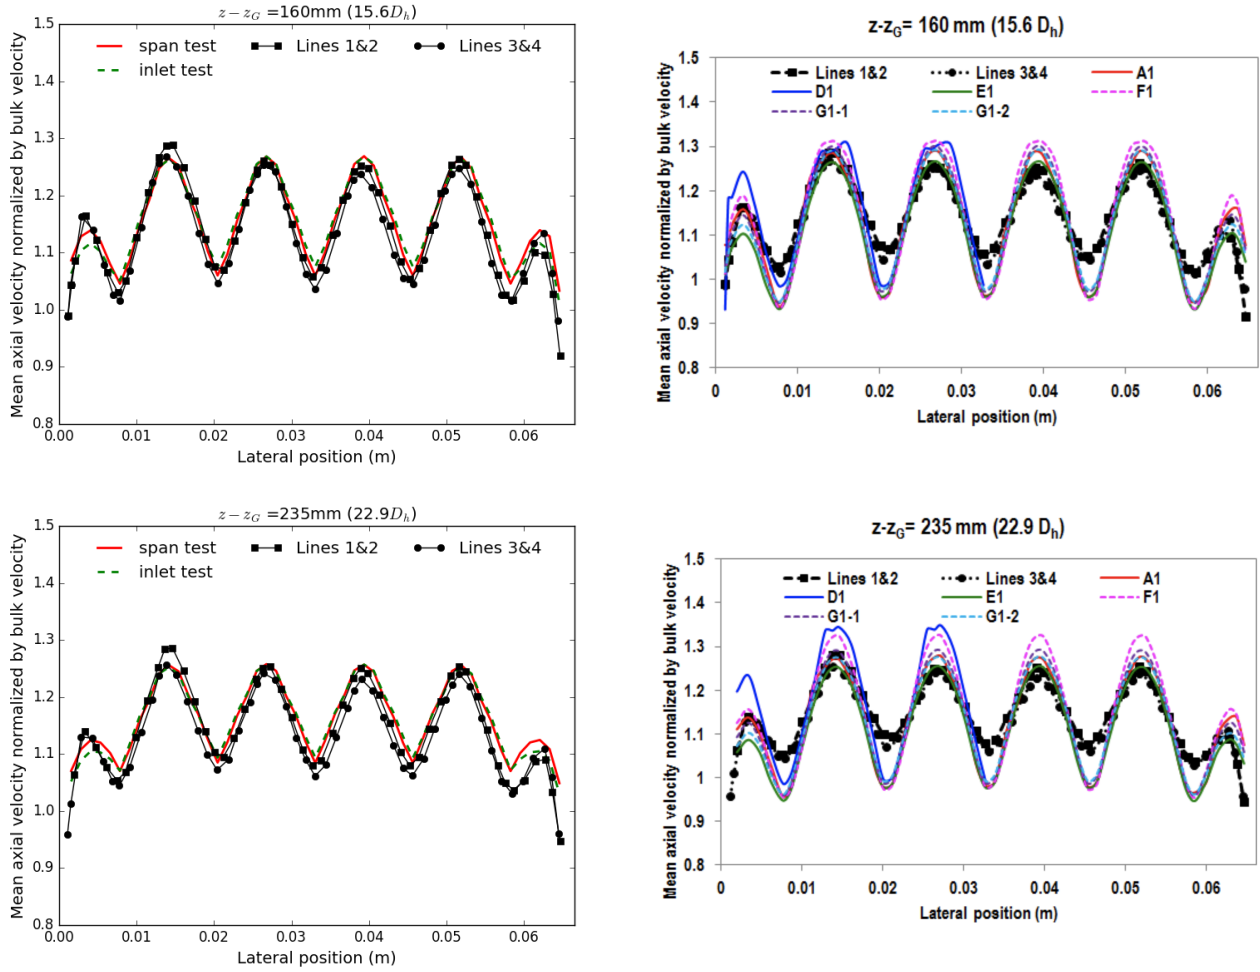 z − z_G =160mm (15.6D_h)
1.5
1.4
1.3
1.2
1.1
1.0
0.9
0.8
span test
Lines 1&2
Lines 3&4
inlet test
Mean axial velocity normalized by bulk velocity
0.00 0.01 0.02 0.03 0.04 0.05 0.06
Lateral position (m)
z-z_G= 160 mm (15.6 D_h)
1.5
1.4
1.3
1.2
1.1
1
0.9
0.8
Lines 1&2
Lines 3&4
A1
D1
E1
F1
G1-1
G1-2
Mean axial velocity normalized by bulk velocity
0 0.01 0.02 0.03 0.04 0.05 0.06
Lateral position (m)
z − z_G =235mm (22.9D_h)
1.5
1.4
1.3
1.2
1.1
1.0
0.9
0.8
span test
Lines 1&2
Lines 3&4
inlet test
Mean axial velocity normalized by bulk velocity
0.00 0.01 0.02 0.03 0.04 0.05 0.06
Lateral position (m)
z-z_G= 235 mm (22.9 D_h)
1.5
1.4
1.3
1.2
1.1
1
0.9
0.8
Lines 1&2
Lines 3&4
A1
D1
E1
F1
G1-1
G1-2
Mean axial velocity normalized by bulk velocity
0 0.01 0.02 0.03 0.04 0.05 0.06
Lateral position (m)